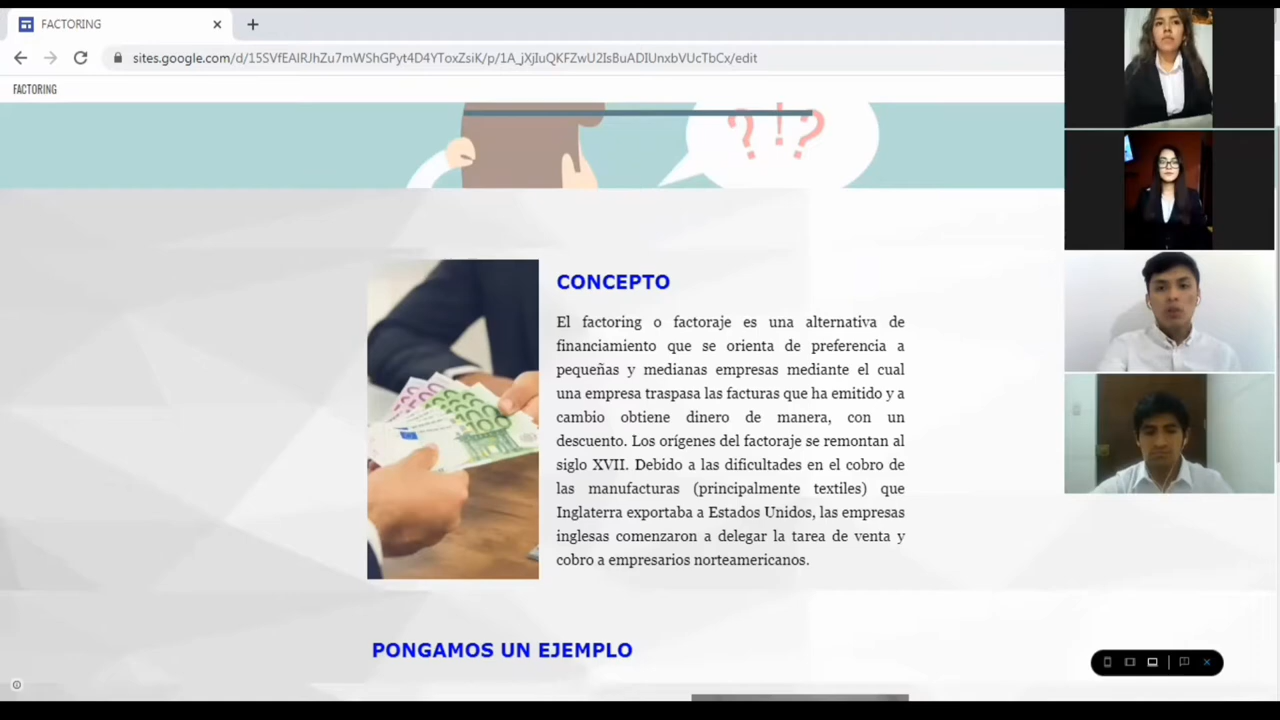 FACTORING
sites.google.com/d/15SVfEAlRJhZu7mWShGPyt4D4YToxZsiK/p/1A_jXjIuQKFZwU2IsBuADIUnxbVUcTbCx/edit
FACTORING
?!?
CONCEPTO
El factoring o factoraje es una alternativa de
financiamiento que se orienta de preferencia a
pequeñas y medianas empresas mediante el cual
una empresa traspasa las facturas que ha emitido y a
cambio obtiene dinero de manera, con un
descuento. Los orígenes del factoraje se remontan al
siglo XVII. Debido a las dificultades en el cobro de
las manufacturas (principalmente textiles) que
Inglaterra exportaba a Estados Unidos, las empresas
inglesas comenzaron a delegar la tarea de venta y
cobro a empresarios norteamericanos.
PONGAMOS UN EJEMPLO